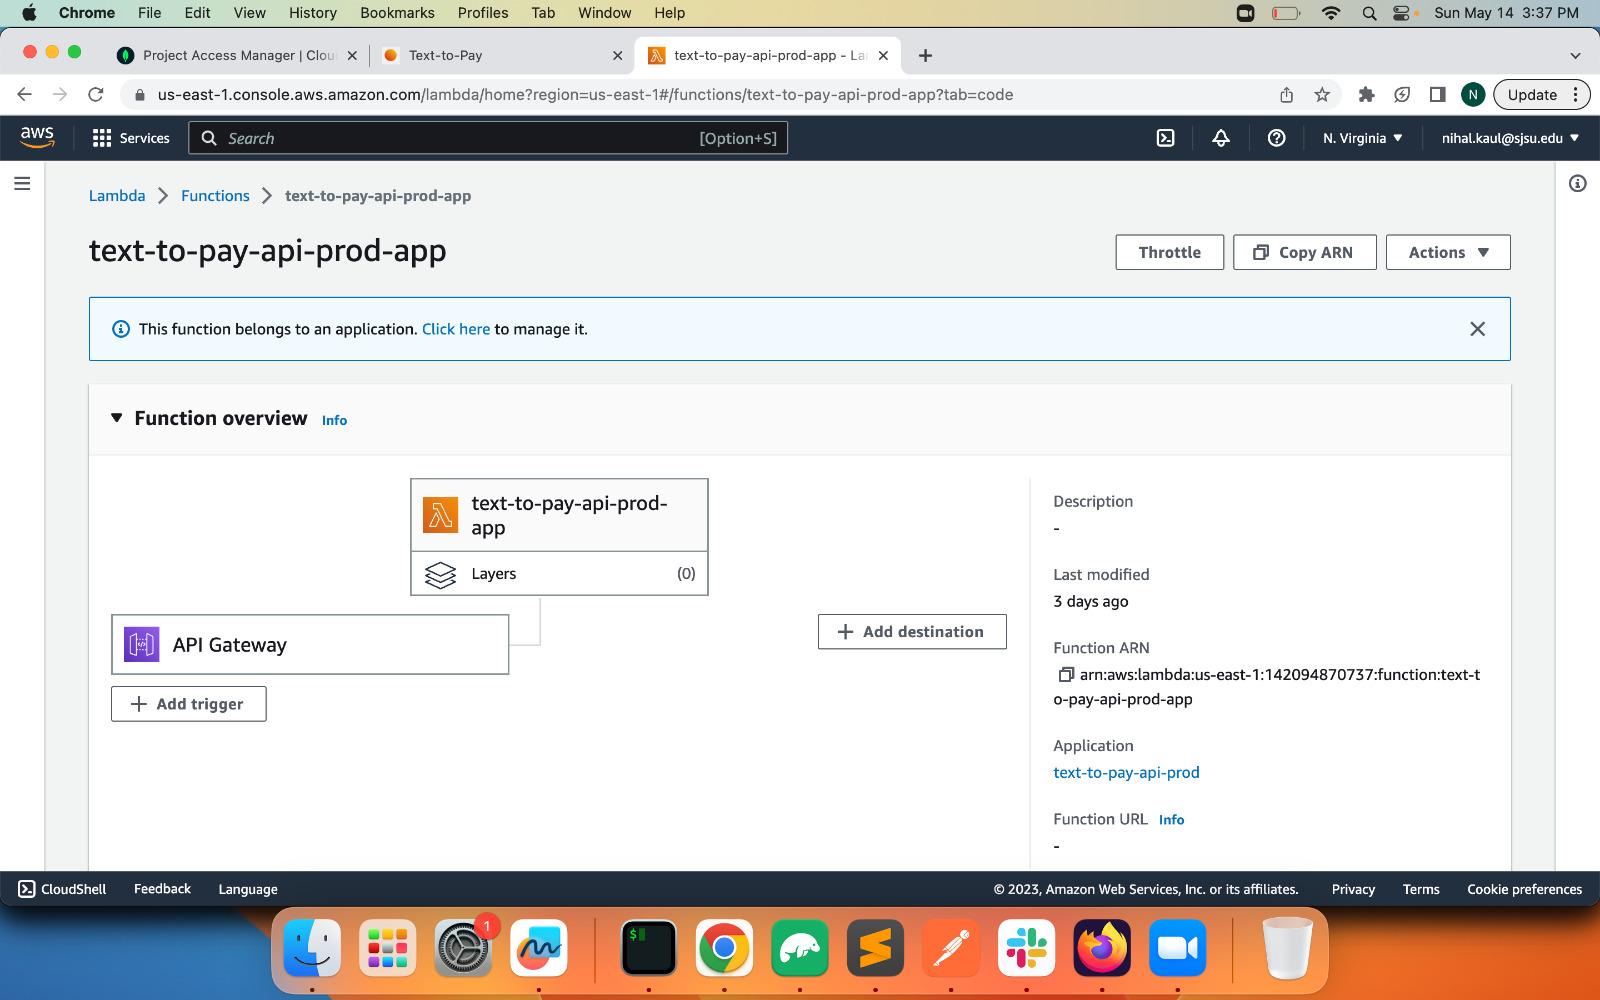 Chrome File Edit View History Bookmarks Profiles Tab Window Help Sun May 14 3:37 PM
Project Access Manager | Clou Text-to-Pay text-to-pay-api-prod-app - La
us-east-1.console.aws.amazon.com/lambda/home?region=us-east-1#/functions/text-to-pay-api-prod-app?tab=code N Update
aws Services Search [Option+S] N. Virginia nihal.kaul@sjsu.edu
Lambda Functions text-to-pay-api-prod-app
text-to-pay-api-prod-app
Throttle Copy ARN Actions
This function belongs to an application. Click here to manage it.
Function overview Info
text-to-pay-api-prod-
app
Layers (0)
API Gateway
+ Add trigger
+ Add destination
Description
-
Last modified
3 days ago
Function ARN
arn:aws:lambda:us-east-1:142094870737:function:text-t
o-pay-api-prod-app
Application
text-to-pay-api-prod
Function URL Info
-
CloudShell Feedback Language © 2023, Amazon Web Services, Inc. or its affiliates. Privacy Terms Cookie preferences
1
$